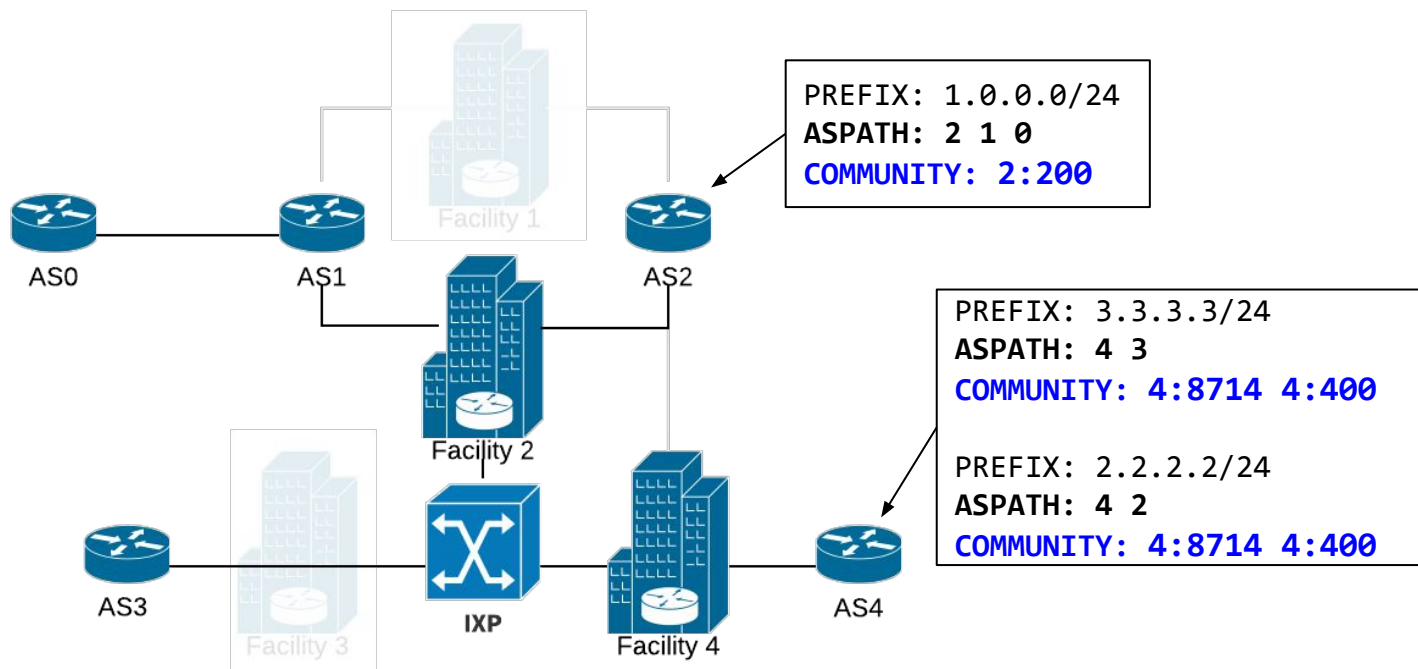 PREFIX: 1.0.0.0/24
ASPATH: 2 1 0
COMMUNITY: 2:200
Facility 1
AS0
AS1
AS2
PREFIX: 3.3.3.3/24
ASPATH: 4 3
COMMUNITY: 4:8714 4:400
PREFIX: 2.2.2.2/24
ASPATH: 4 2
COMMUNITY: 4:8714 4:400
Facility 2
AS3
Facility 3
IXP
Facility 4
AS4